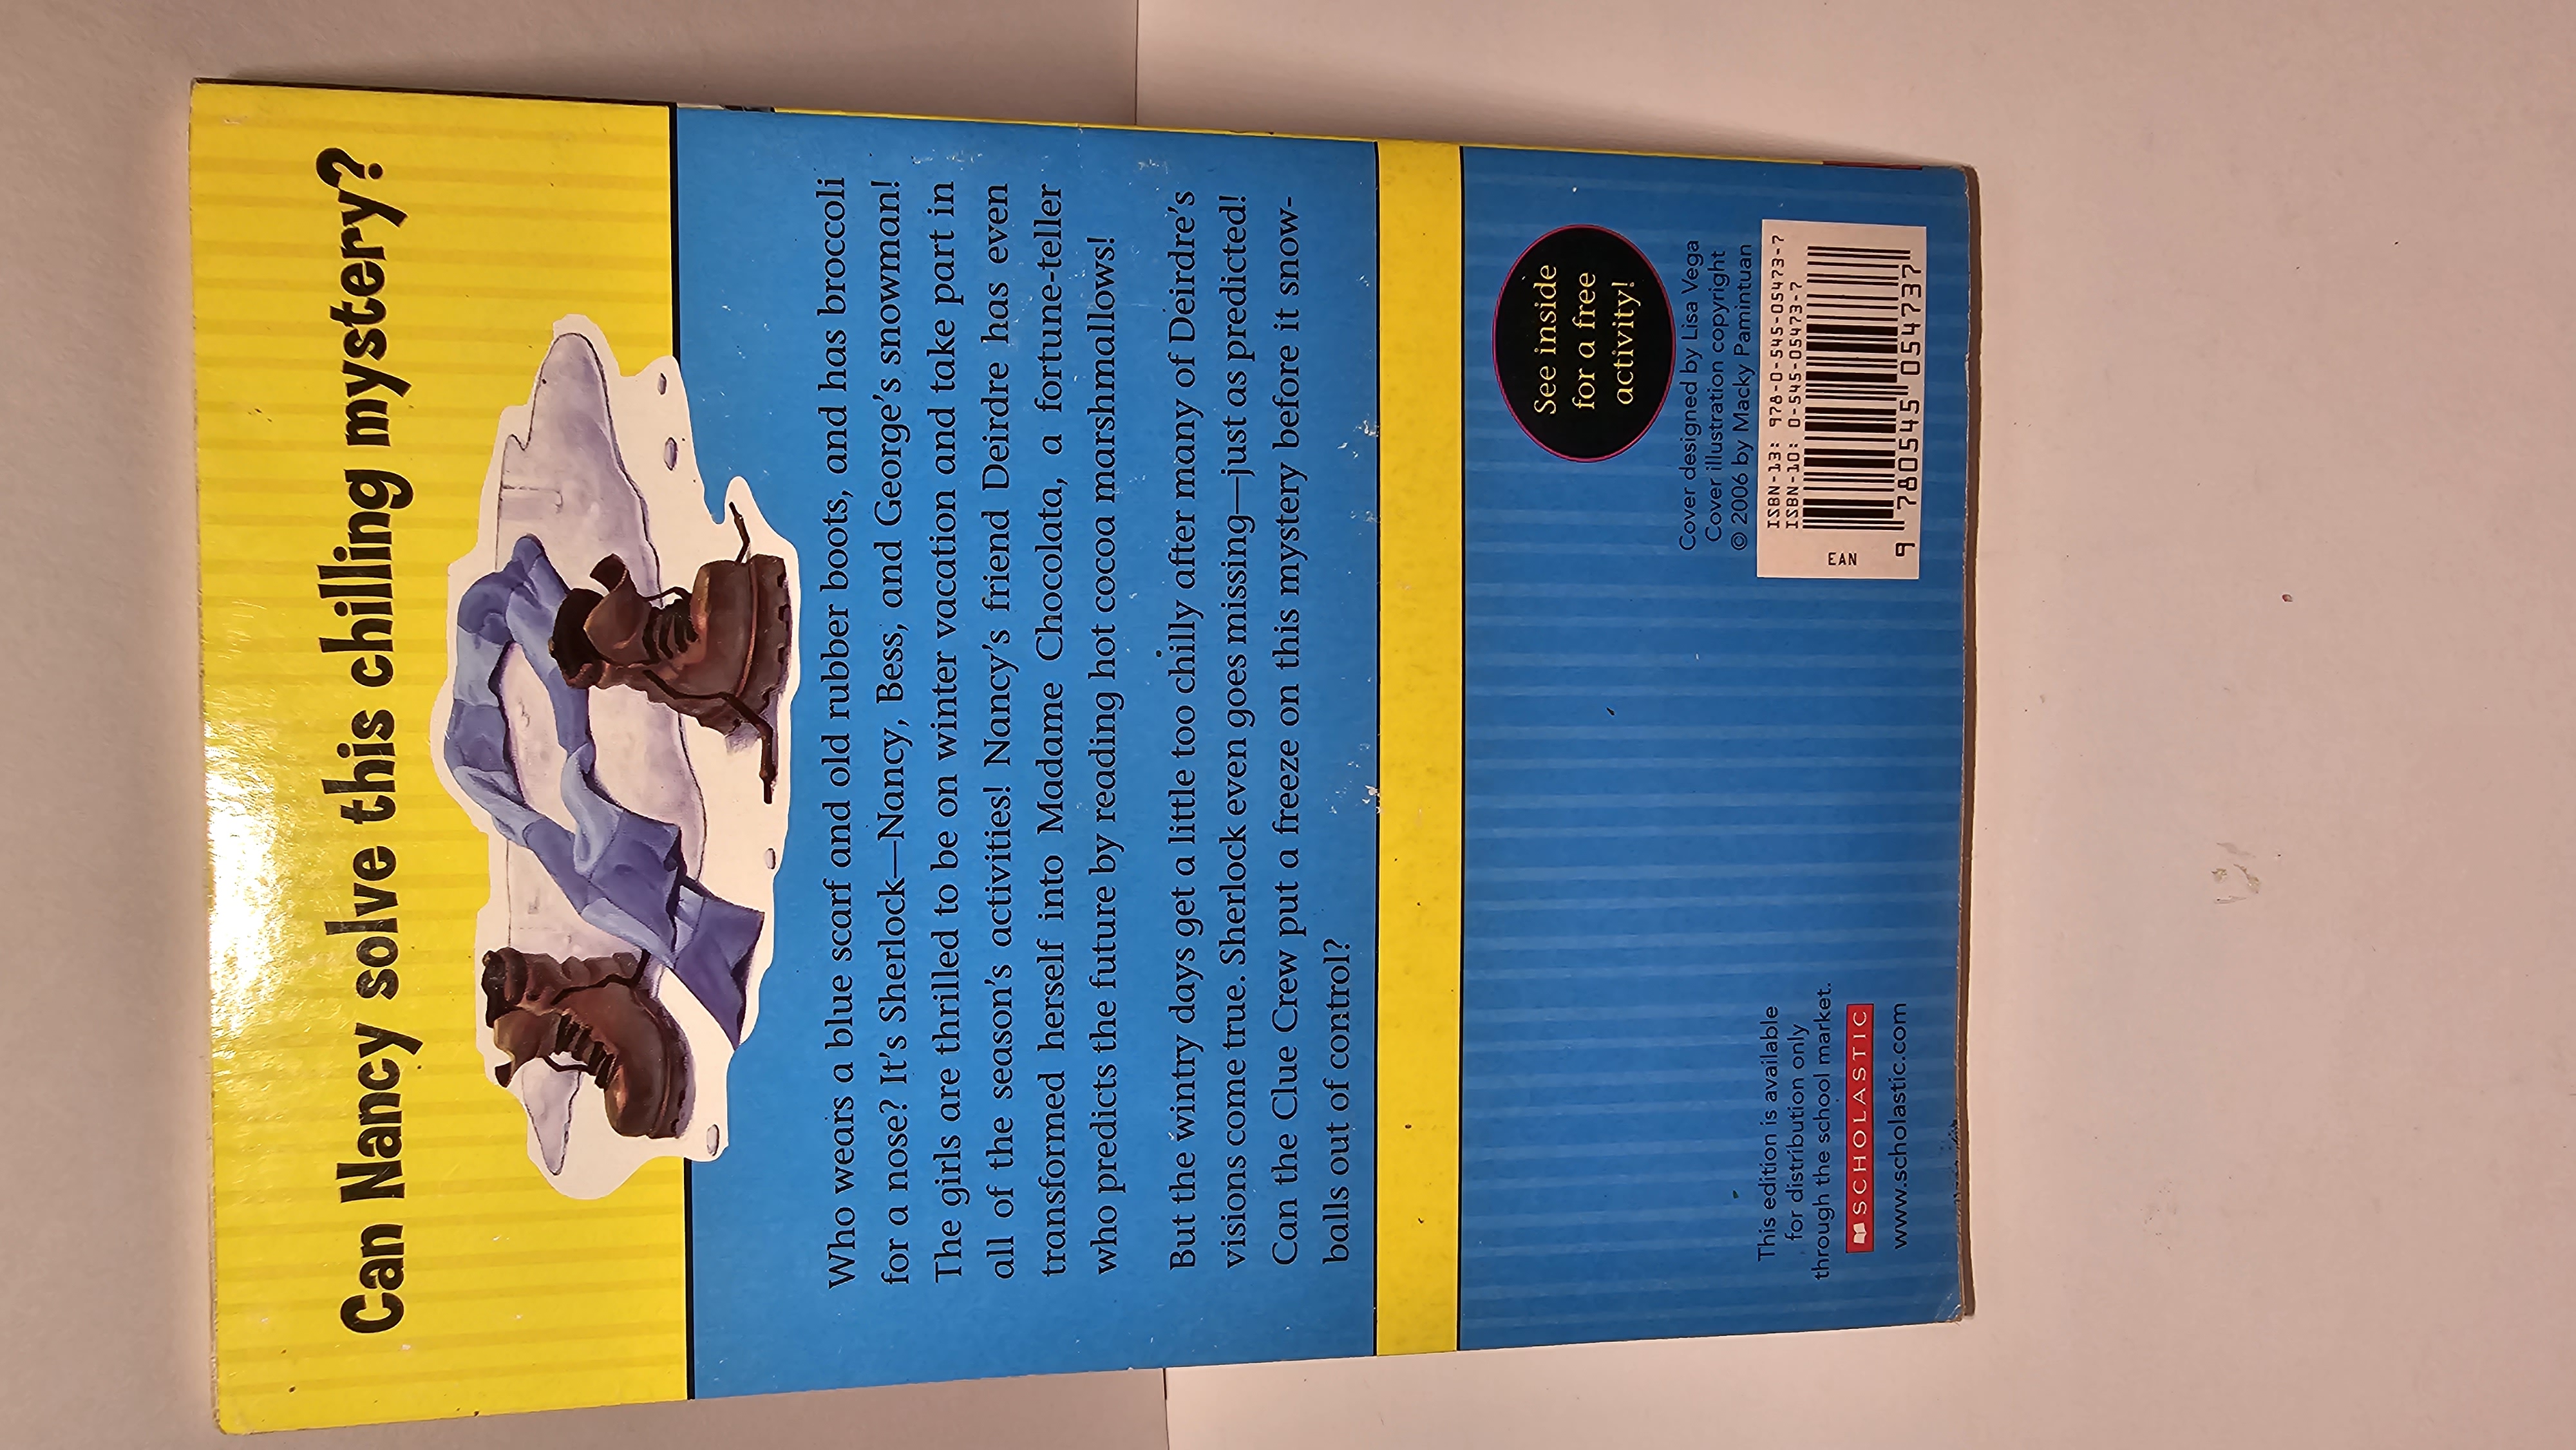 Can Nancy solve this chilling mystery?
Who wears a blue scarf and old rubber boots, and has broccoli
for a nose? It's Sherlock—Nancy, Bess, and George's snowman!
The girls are thrilled to be on winter vacation and take part in
all of the season's activities! Nancy's friend Deirdre has even
transformed herself into Madame Chocolata, a fortune-teller
who predicts the future by reading hot cocoa marshmallows!
But the wintry days get a little too chilly after many of Deirdre's
visions come true. Sherlock even goes missing—just as predicted!
Can the Clue Crew put a freeze on this mystery before it snow-
balls out of control?
See inside
for a free
activity!
Cover designed by Lisa Vega
Cover illustration copyright
© 2006 by Macky Pamintuan
This edition is available
for distribution only
through the school market.
SCHOLASTIC
www.scholastic.com
ISBN-13: 978-0-545-05473-7
ISBN-10: 0-545-05473-7
EAN
9 780545 054737